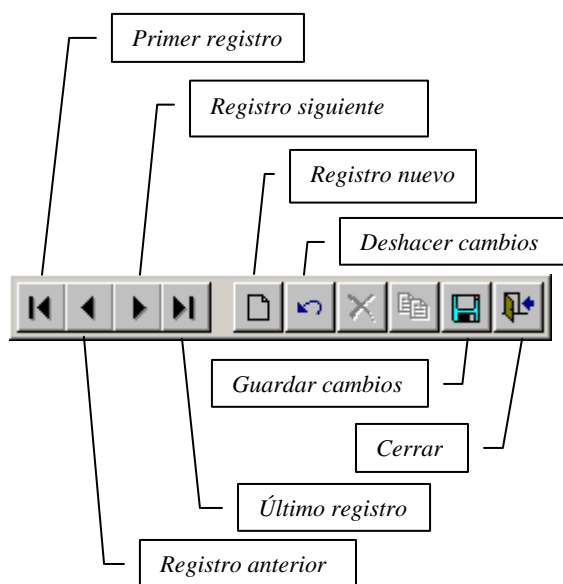 Primer registro
Registro siguiente
Registro nuevo
Deshacer cambios
Guardar cambios
Cerrar
Último registro
Registro anterior